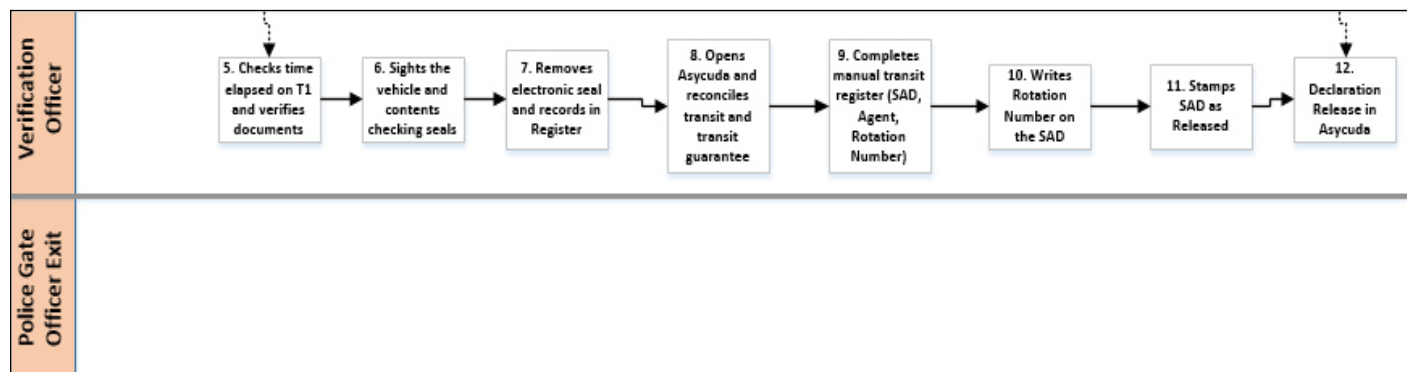 Verification
Officer
5. Checks time
elapsed on T1
and verifies
documents
6. Sights the
vehicle and
contents
checking seals
7. Removes
electronic seal
and records in
Register
8. Opens
Asycuda and
reconciles
transit and
transit
guarantee
9. Completes
manual transit
register (SAD,
Agent,
Rotation
Number)
10. Writes
Rotation
Number on
the SAD
11. Stamps
SAD as
Released
12.
Declaration
Release in
Asycuda
Police Gate
Officer Exit